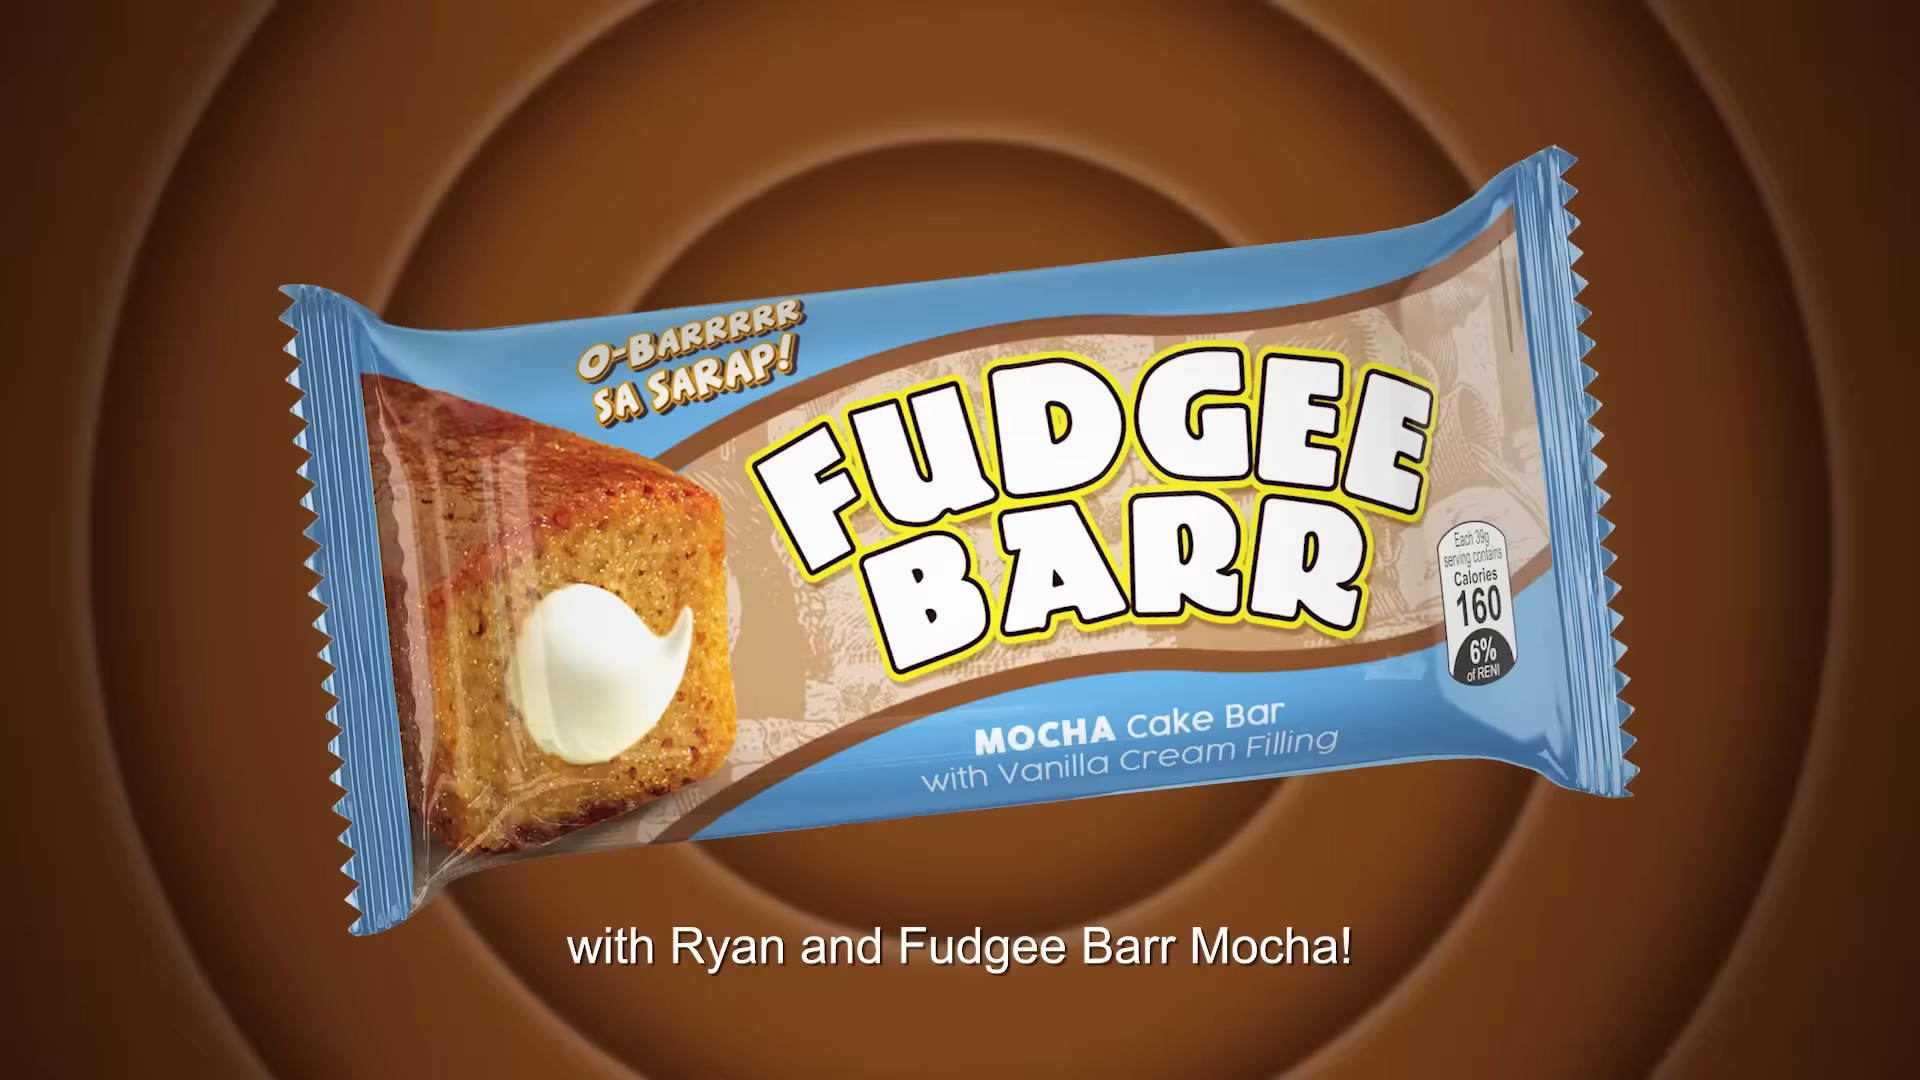 O-BARRRRR
SA SARAP!
FUDGEE
BARR
Each 39g
serving contains
Calories
160
6%
of RENI
MOCHA Cake Bar
with Vanilla Cream Filling
with Ryan and Fudgee Barr Mocha!